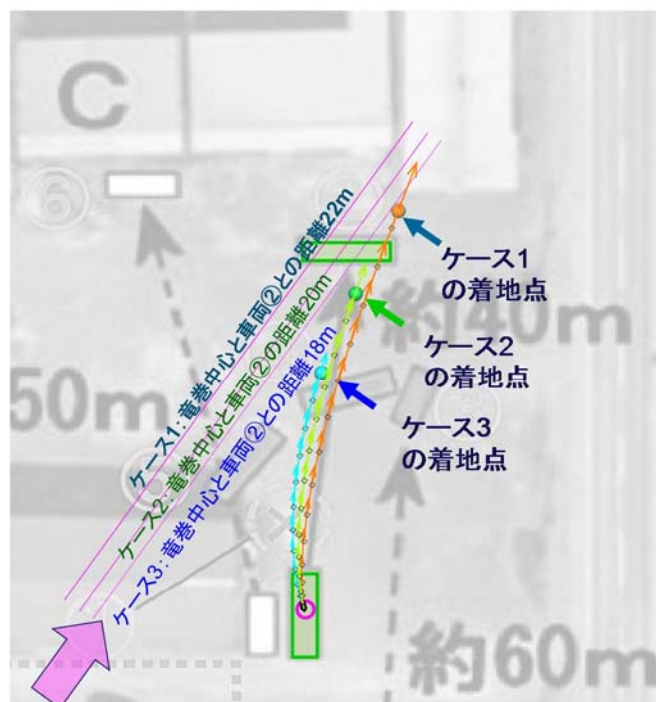 C
⑥
ケース1：竜巻中心と車両②との距離22m
ケース2：竜巻中心と車両②との距離20m
ケース3：竜巻中心と車両②との距離18m
ケース1
の着地点
約40m
ケース2
の着地点
50m
ケース3
の着地点
約60m